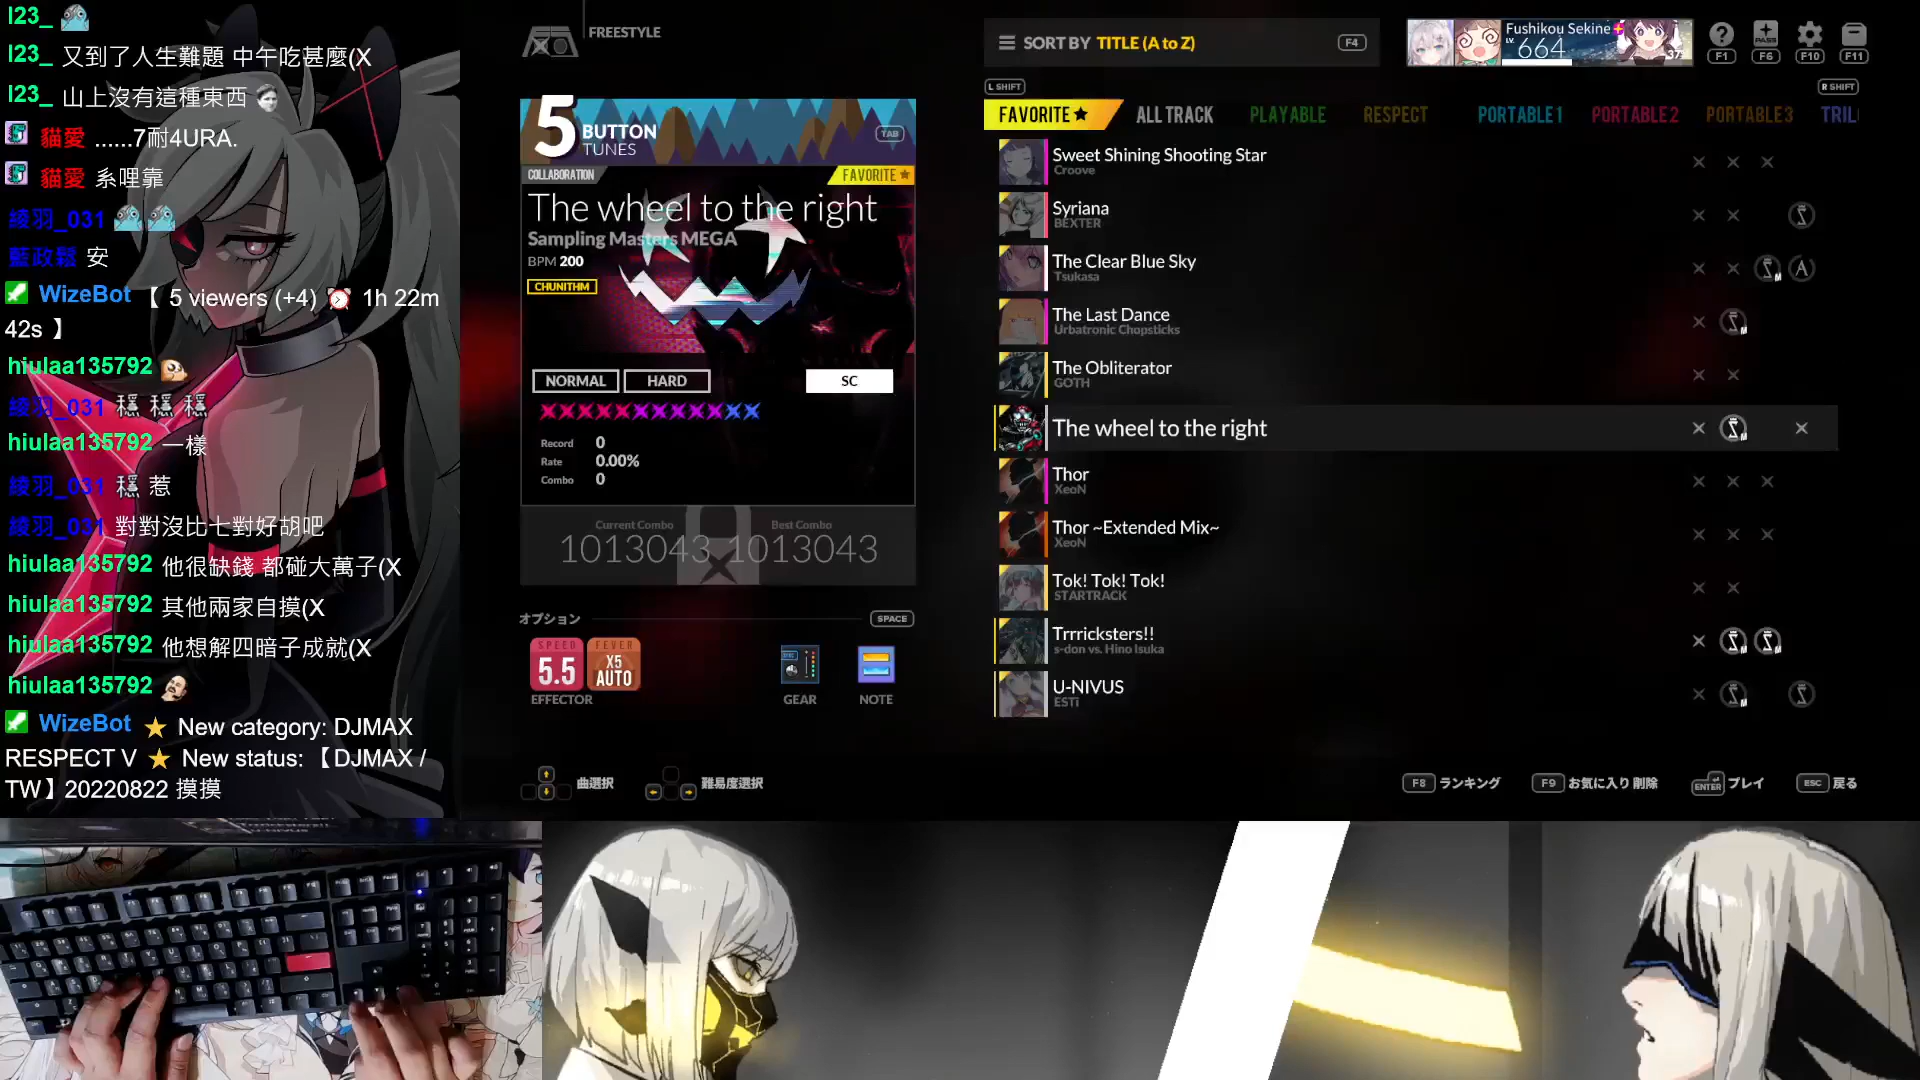 l23_
l23_ 又到了人生難題 中午吃甚麼(X
l23_ 山上沒有這種東西
貓愛 ......7耐4URA.
貓愛 系哩靠
綾羽_031
藍政鬆 安
WizeBot 【 5 viewers (+4) ⏰ 1h 22m
42s 】
hiulaa135792
綾羽_031 穩 穩 穩
hiulaa135792 一樣
綾羽_031 穩 惹
綾羽_031 對對沒比七對好胡吧
hiulaa135792 他很缺錢 都碰大萬子(X
hiulaa135792 其他兩家自摸(X
hiulaa135792 他想解四暗子成就(X
hiulaa135792
WizeBot ★ New category: DJMAX
RESPECT V ★ New status: 【DJMAX /
TW】20220822 摸摸
FREESTYLE
5 BUTTON
TUNES
TAB
COLLABORATION
FAVORITE ★
The wheel to the right
Sampling Masters MEGA
BPM 200
CHUNITHM
NORMAL HARD SC
Record 0
Rate 0.00%
Combo 0
Current Combo Best Combo
1013043 1013043
オプション SPACE
SPEED 5.5
FEVER X5 AUTO
EFFECTOR GEAR NOTE
曲選択 難易度選択
SORT BY TITLE (A to Z) F4
Fushikou Sekine
LV. 664
F1 F6 F10 F11
L SHIFT R SHIFT
FAVORITE ★ ALL TRACK PLAYABLE RESPECT PORTABLE1 PORTABLE2 PORTABLE3 TRIL
Sweet Shining Shooting Star
Croove
Syriana
BEXTER
The Clear Blue Sky
Tsukasa
The Last Dance
Urbatronic Chopsticks
The Obliterator
GOTH
The wheel to the right
Thor
XeoN
Thor ~Extended Mix~
XeoN
Tok! Tok! Tok!
STARTRACK
Trrricksters!!
s-don vs. Hino Isuka
U-NIVUS
ESTi
F8 ランキング F9 お気に入り削除 ENTER プレイ ESC 戻る